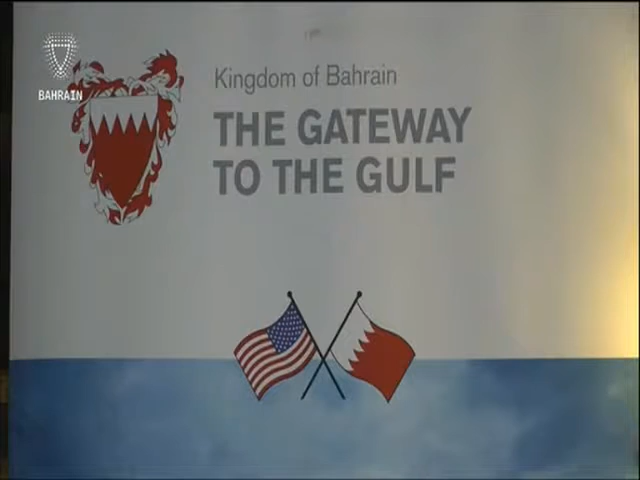 BAHRAIN
Kingdom of Bahrain
THE GATEWAY
TO THE GULF